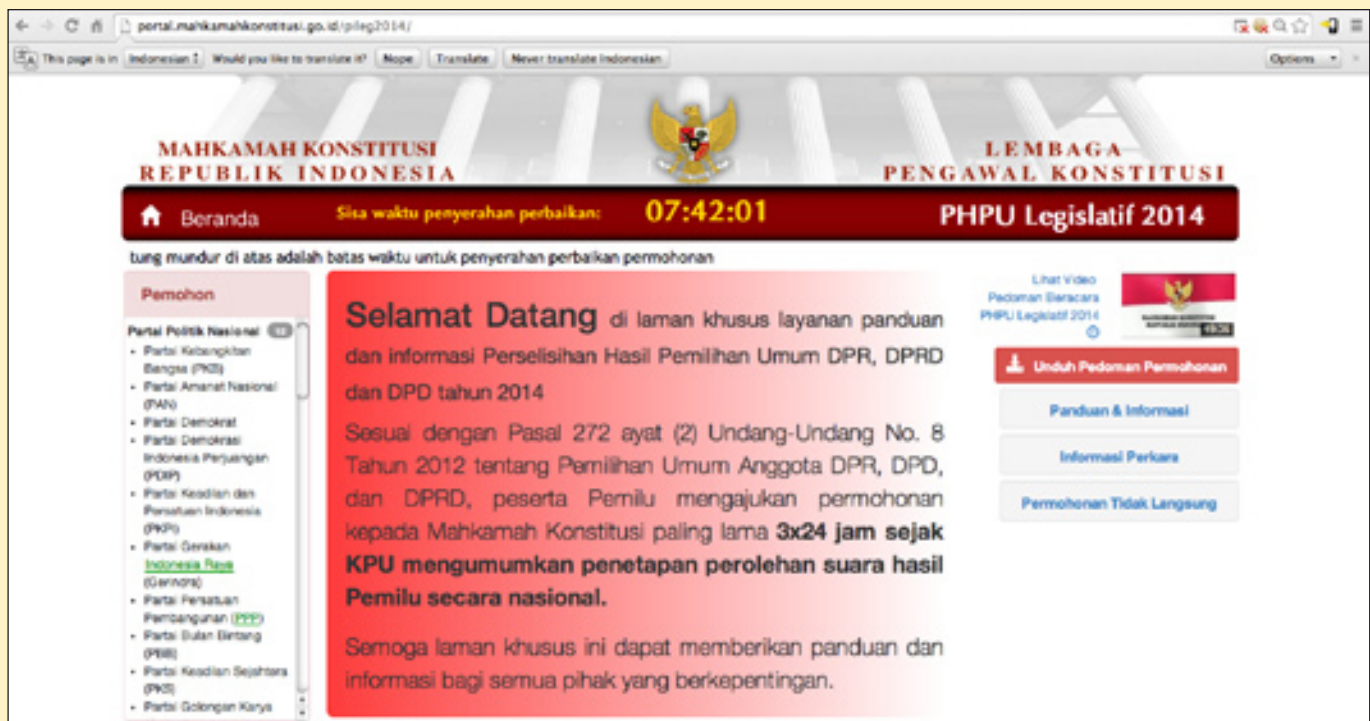 portal.mahkamahkonstitusi.go.id/pileg2014/
This page is in Indonesian Would you like to translate it? Nope Translate Never translate Indonesian Options
MAHKAMAH KONSTITUSI
REPUBLIK INDONESIA
LEMBAGA
PENGAWAL KONSTITUSI
Beranda
Sisa waktu penyerahan perbaikan: 07:42:01
PHPU Legislatif 2014
tung mundur di atas adalah batas waktu untuk penyerahan perbaikan permohonan
Pemohon
Partai Politik Nasional
Partai Kebangkitan
Bangsa (PKB)
Partai Amanat Nasional
(PAN)
Partai Demokrat
Partai Demokrasi
Indonesia Perjuangan
(PDIP)
Partai Keadilan dan
Persatuan Indonesia
(PKPI)
Partai Gerakan
Indonesia Raya
(Gerindra)
Partai Persatuan
Pembangunan (PPP)
Partai Bulan Bintang
(PBB)
Partai Keadilan Sejahtera
(PKS)
Partai Golongan Karya
Selamat Datang di laman khusus layanan panduan
dan informasi Perselisihan Hasil Pemilihan Umum DPR, DPRD
dan DPD tahun 2014
Sesuai dengan Pasal 272 ayat (2) Undang-Undang No. 8
Tahun 2012 tentang Pemilihan Umum Anggota DPR, DPD,
dan DPRD, peserta Pemilu mengajukan permohonan
kepada Mahkamah Konstitusi paling lama 3x24 jam sejak
KPU mengumumkan penetapan perolehan suara hasil
Pemilu secara nasional.
Semoga laman khusus ini dapat memberikan panduan dan
informasi bagi semua pihak yang berkepentingan.
Lihat Video
Pedoman Beracara
PHPU Legislatif 2014
Unduh Pedoman Permohonan
Panduan & Informasi
Informasi Perkara
Permohonan Tidak Langsung